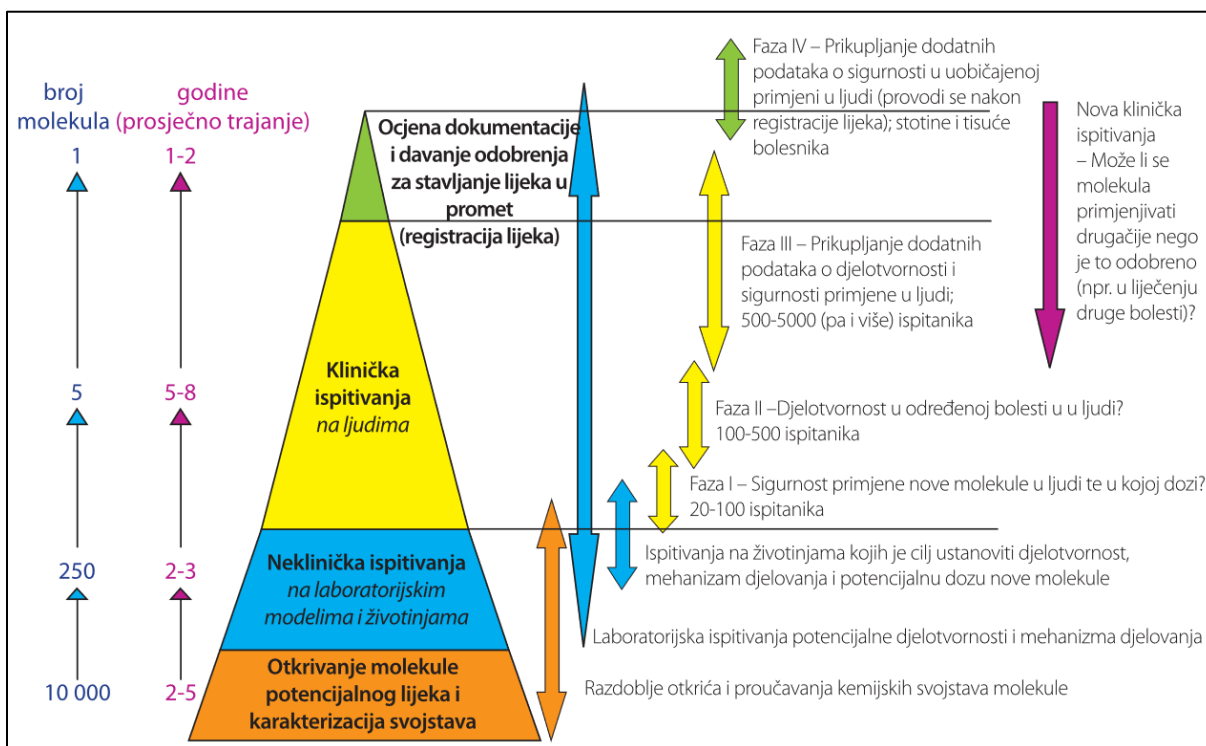 broj
molekula
godine
(prosječno trajanje)
1
1-2
5
5-8
250
2-3
10 000
2-5
Ocjena dokumentacije
i davanje odobrenja
za stavljanje lijeka u
promet
(registracija lijeka)
Klinička
ispitivanja
na ljudima
Neklinička ispitivanja
na laboratorijskim
modelima i životinjama
Otkrivanje molekule
potencijalnog lijeka i
karakterizacija svojstava
Faza IV – Prikupljanje dodatnih
podataka o sigurnosti u uobičajenoj
primjeni u ljudi (provodi se nakon
registracije lijeka); stotine i tisuće
bolesnika
Faza III – Prikupljanje dodatnih
podataka o djelotvornosti i
sigurnosti primjene u ljudi;
500-5000 (pa i više) ispitanika
Faza II –Djelotvornost u određenoj bolesti u u ljudi?
100-500 ispitanika
Faza I – Sigurnost primjene nove molekule u ljudi te u kojoj dozi?
20-100 ispitanika
Ispitivanja na životinjama kojih je cilj ustanoviti djelotvornost,
mehanizam djelovanja i potencijalnu dozu nove molekule
Laboratorijska ispitivanja potencijalne djelotvornosti i mehanizma djelovanja
Razdoblje otkrića i proučavanja kemijskih svojstava molekule
Nova klinička
ispitivanja
– Može li se
molekula
primjenjivati
drugačije nego
je to odobreno
(npr. u liječenju
druge bolesti)?